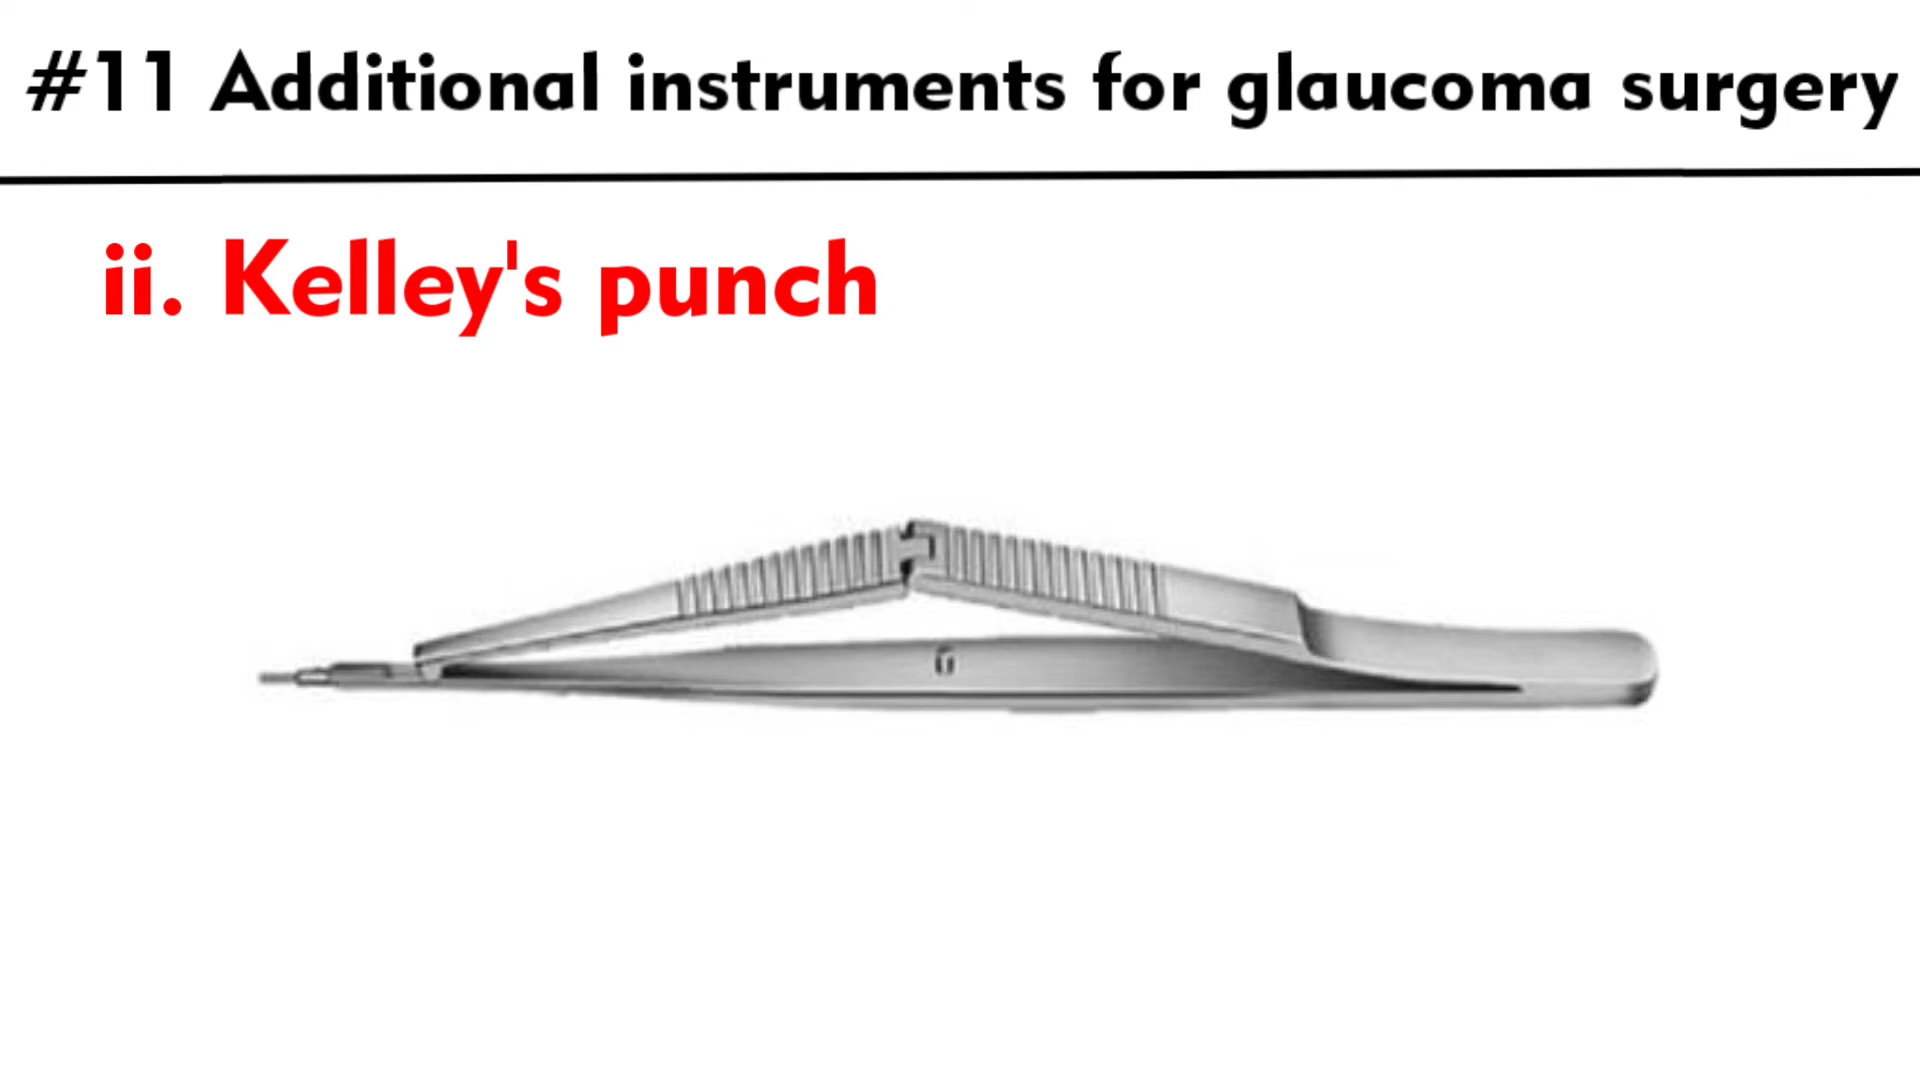 #11 Additional instruments for glaucoma surgery
ii. Kelley's punch